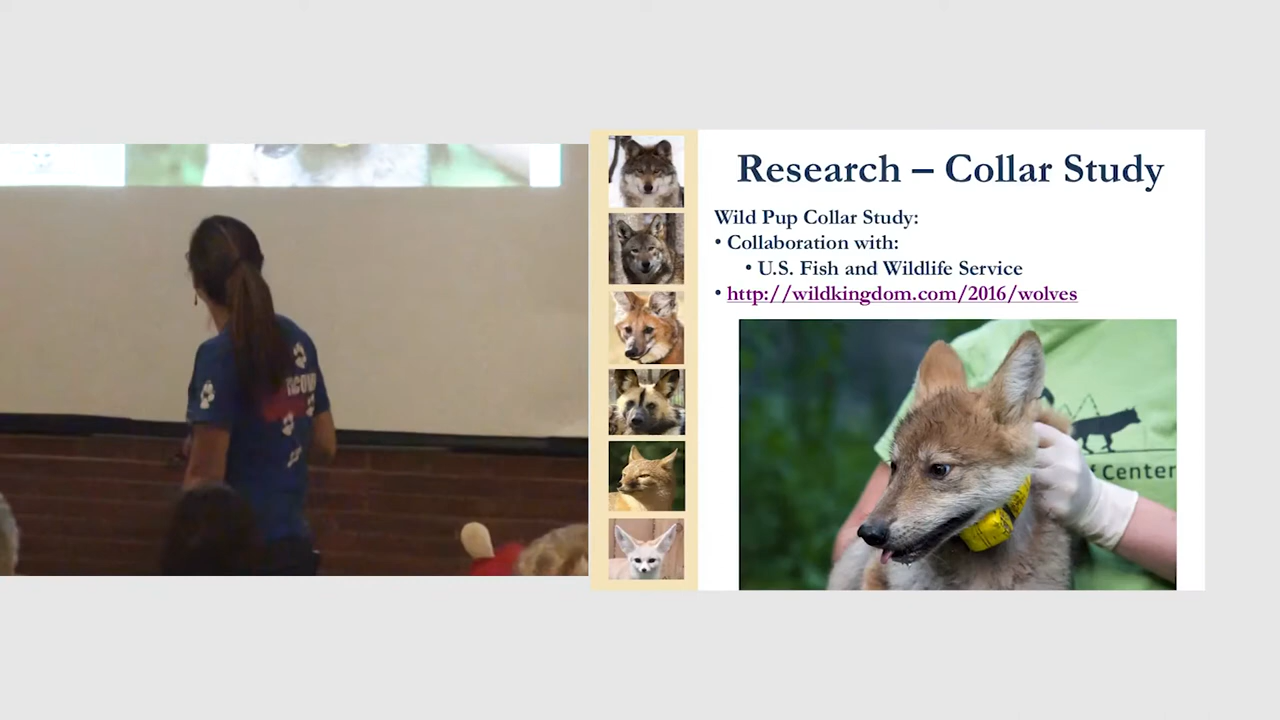 Research – Collar Study
Wild Pup Collar Study:
• Collaboration with:
• U.S. Fish and Wildlife Service
• http://wildkingdom.com/2016/wolves
Center